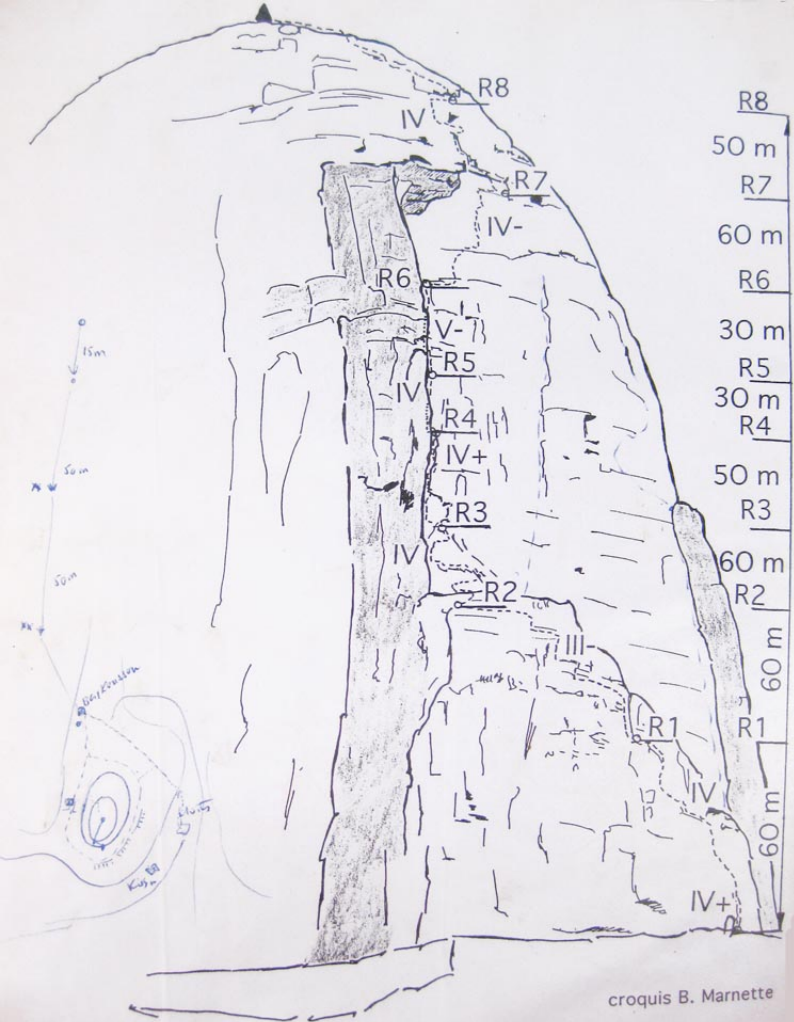 R8
IV
R7
IV-
R6
V-
R5
IV
R4
IV+
R3
IV
R2
III
R1
IV
IV+
R8
50 m
R7
60 m
R6
30 m
R5
30 m
R4
50 m
R3
60 m
R2
60 m
R1
60 m
15m
50m
50m
croquis B. Marnette